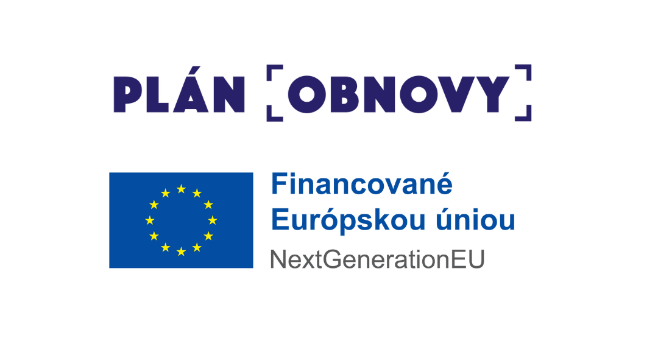 PLÁN [OBNOVY]
Financované
Európskou úniou
NextGenerationEU